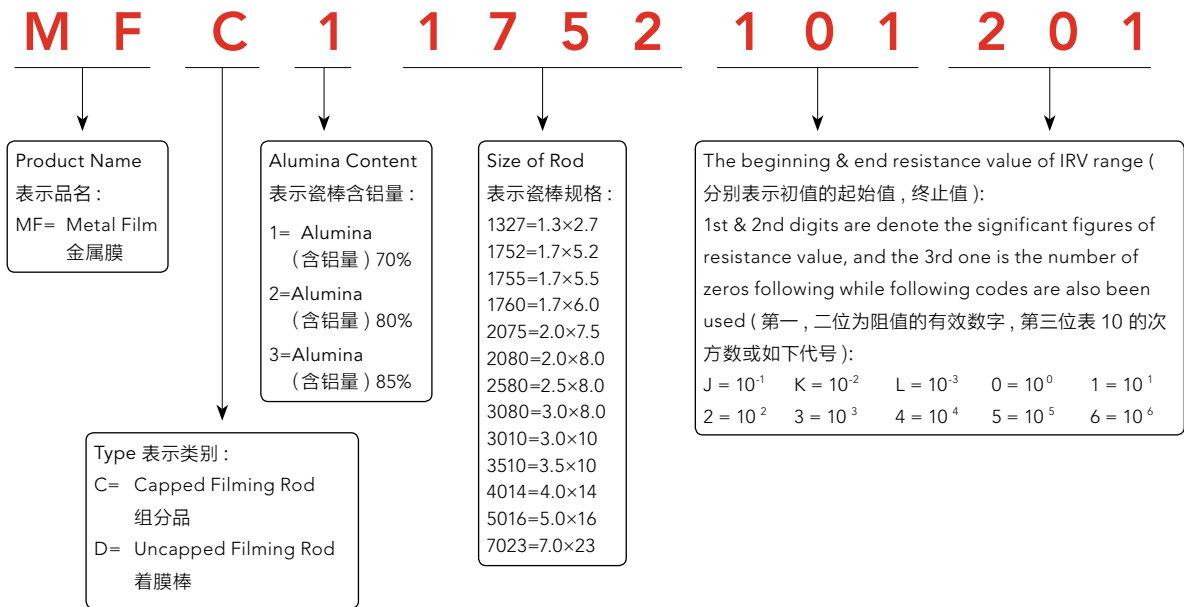 M F C 1 1 7 5 2 1 0 1 2 0 1
Product Name
表示品名 :
MF= Metal Film
金属膜
Alumina Content
表示瓷棒含铝量 :
1= Alumina
( 含铝量 ) 70%
2=Alumina
( 含铝量 ) 80%
3=Alumina
( 含铝量 ) 85%
Size of Rod
表示瓷棒规格 :
1327=1.3×2.7
1752=1.7×5.2
1755=1.7×5.5
1760=1.7×6.0
2075=2.0×7.5
2080=2.0×8.0
2580=2.5×8.0
3080=3.0×8.0
3010=3.0×10
3510=3.5×10
4014=4.0×14
5016=5.0×16
7023=7.0×23
The beginning & end resistance value of IRV range (
分别表示初值的起始值 , 终止值 ):
1st & 2nd digits are denote the significant figures of
resistance value, and the 3rd one is the number of
zeros following while following codes are also been
used ( 第一 , 二位为阻值的有效数字 , 第三位表 10 的次
方数或如下代号 ):
J = 10⁻¹ K = 10⁻² L = 10⁻³ 0 = 10⁰ 1 = 10¹
2 = 10² 3 = 10³ 4 = 10⁴ 5 = 10⁵ 6 = 10⁶
Type 表示类别 :
C= Capped Filming Rod
组分品
D= Uncapped Filming Rod
着膜棒